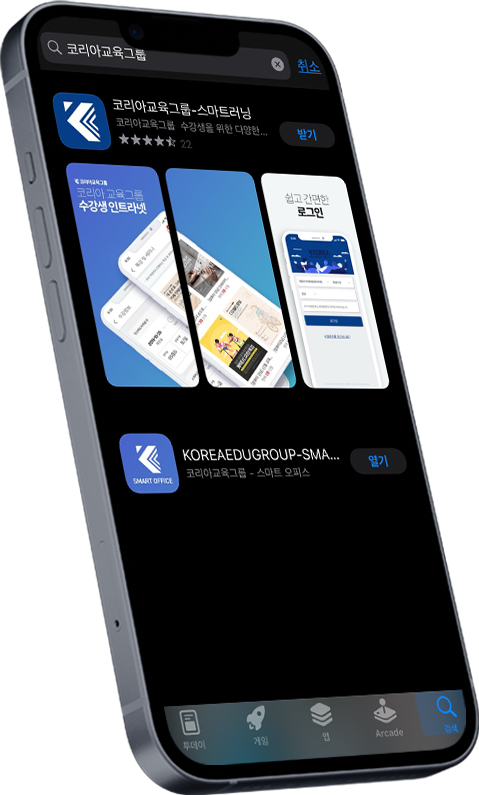 코리아교육그룹
취소
코리아교육그룹-스마트러닝
코리아교육그룹 수강생을 위한 다양한...
22
받기
코리아교육그룹
코리아 교육그룹
수강생 인트라넷
쉽고 간편한
로그인
KOREAEDUGROUP-SMA...
코리아교육그룹 - 스마트 오피스
열기
SMART OFFICE
투데이
게임
앱
Arcade
검색